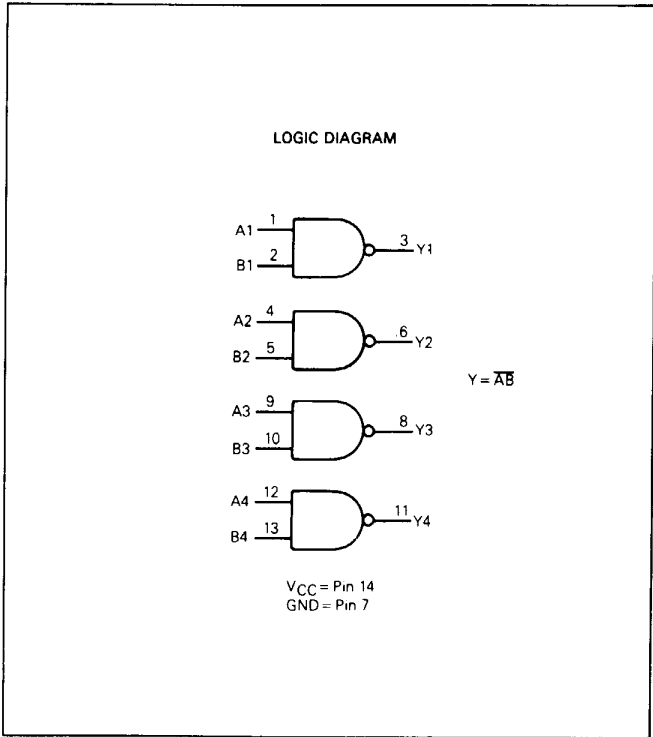 LOGIC DIAGRAM
A1 1
B1 2
3 Y1
A2 4
B2 5
6 Y2
Y = \overline{AB}
A3 9
B3 10
8 Y3
A4 12
B4 13
11 Y4
VCC = Pin 14
GND = Pin 7